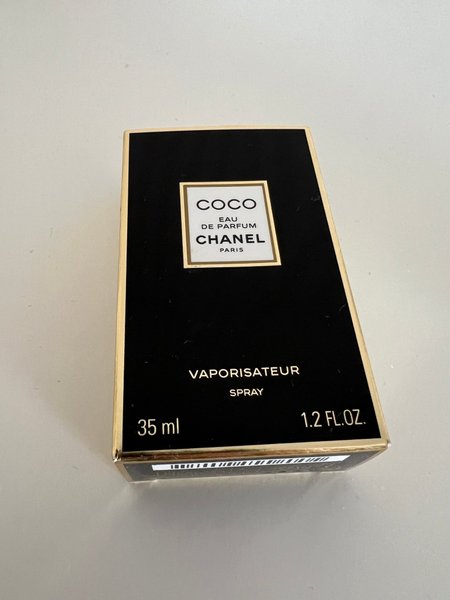 COCO
EAU
DE PARFUM
CHANEL
PARIS
VAPORISATEUR
SPRAY
35 ml 1.2 FL.OZ.